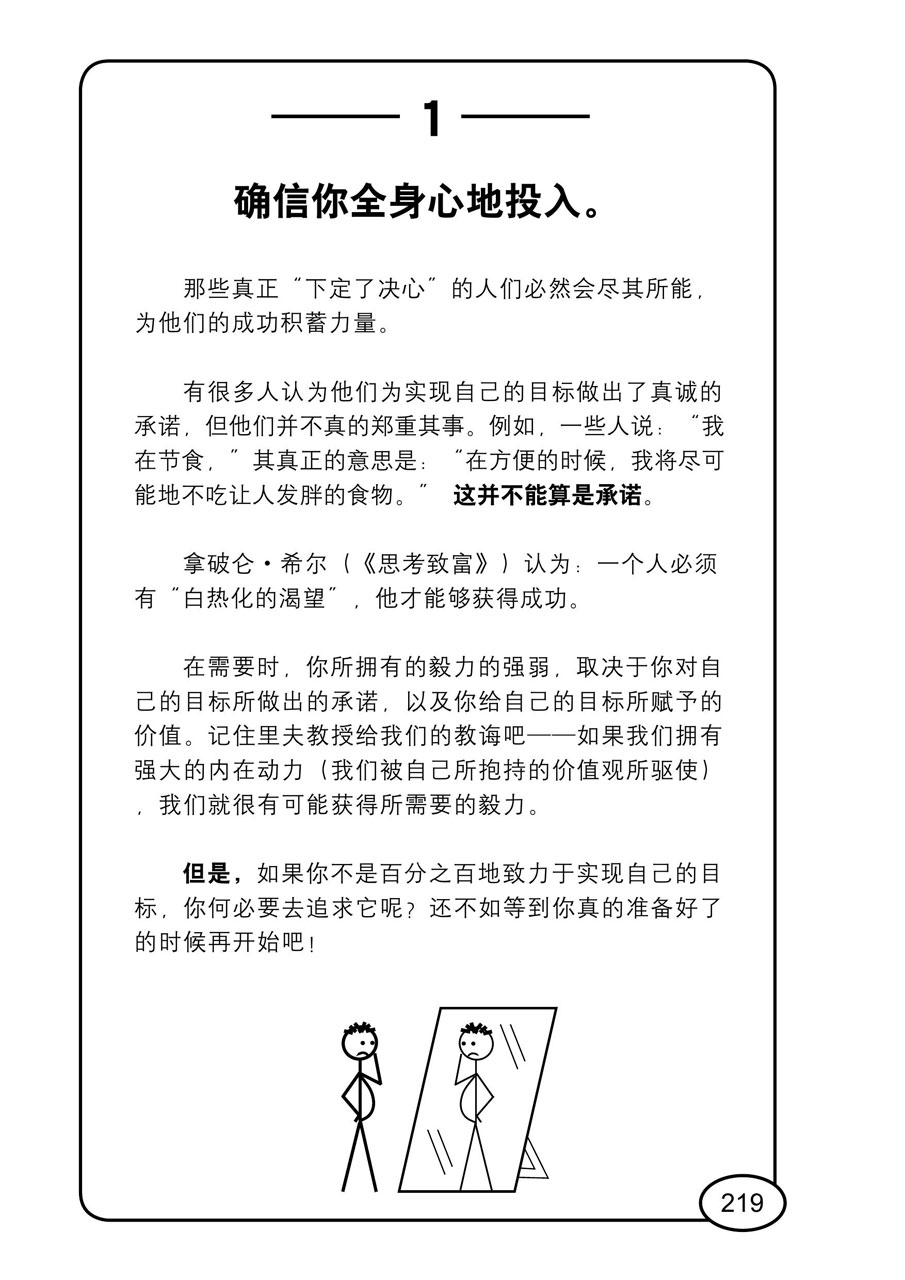 1
确信你全身心地投入。
那些真正“下定了决心”的人们必然会尽其所能，
为他们的成功积蓄力量。
有很多人认为他们为实现自己的目标做出了真诚的
承诺，但他们并不真的郑重其事。例如，一些人说：“我
在节食，”其真正的意思是：“在方便的时候，我将尽可
能地不吃让人发胖的食物。” 这并不能算是承诺。
拿破仑·希尔（《思考致富》）认为：一个人必须
有“白热化的渴望”，他才能够获得成功。
在需要时，你所拥有的毅力的强弱，取决于你对自
己的目标所做出的承诺，以及你给自己的目标所赋予的
价值。记住里夫教授给我们的教诲吧——如果我们拥有
强大的内在动力（我们被自己所抱持的价值观所驱使）
，我们就很有可能获得所需要的毅力。
但是，如果你不是百分之百地致力于实现自己的目
标，你何必要去追求它呢？还不如等到你真的准备好了
的时候再开始吧！
219